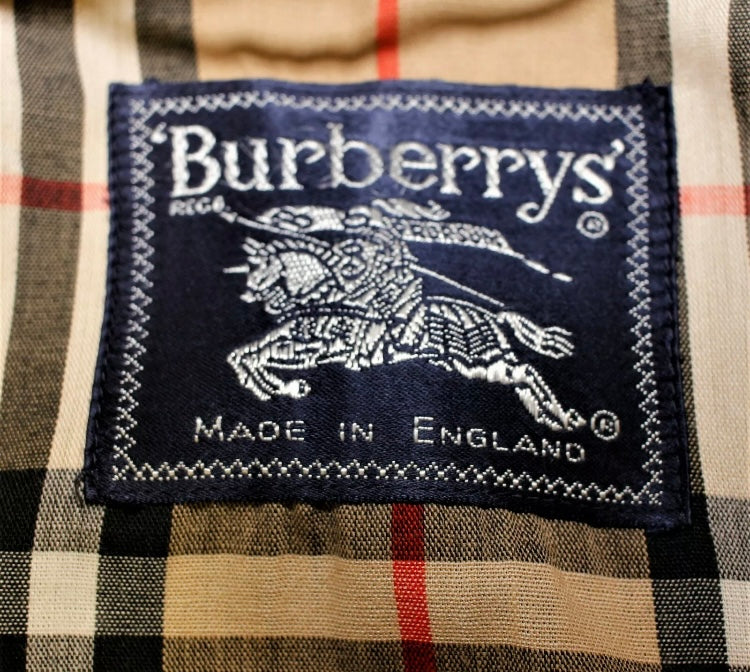 'Burberrys'
REGD ®
®
MADE IN ENGLAND